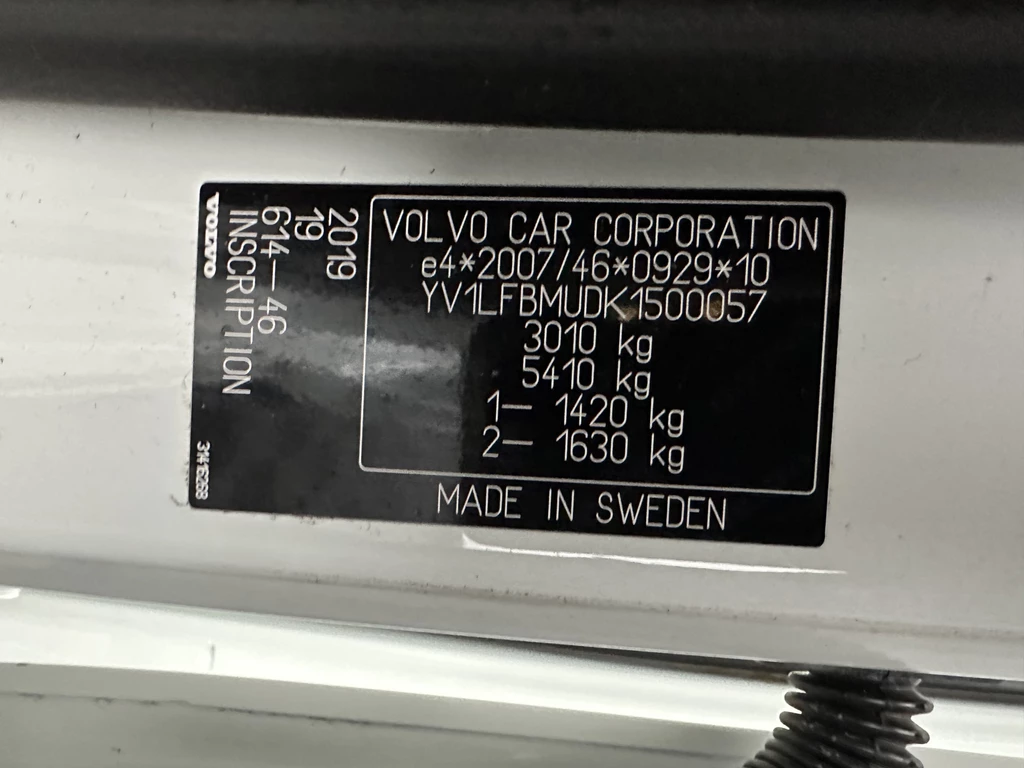 VOLVO CAR CORPORATION
e4*2007/46*0929*10
YV1LFBMUDK1500057
3010 kg
5410 kg
1— 1420 kg
2— 1630 kg
MADE IN SWEDEN
2019
19
614—46
INSCRIPTION
VOLVO
31416268